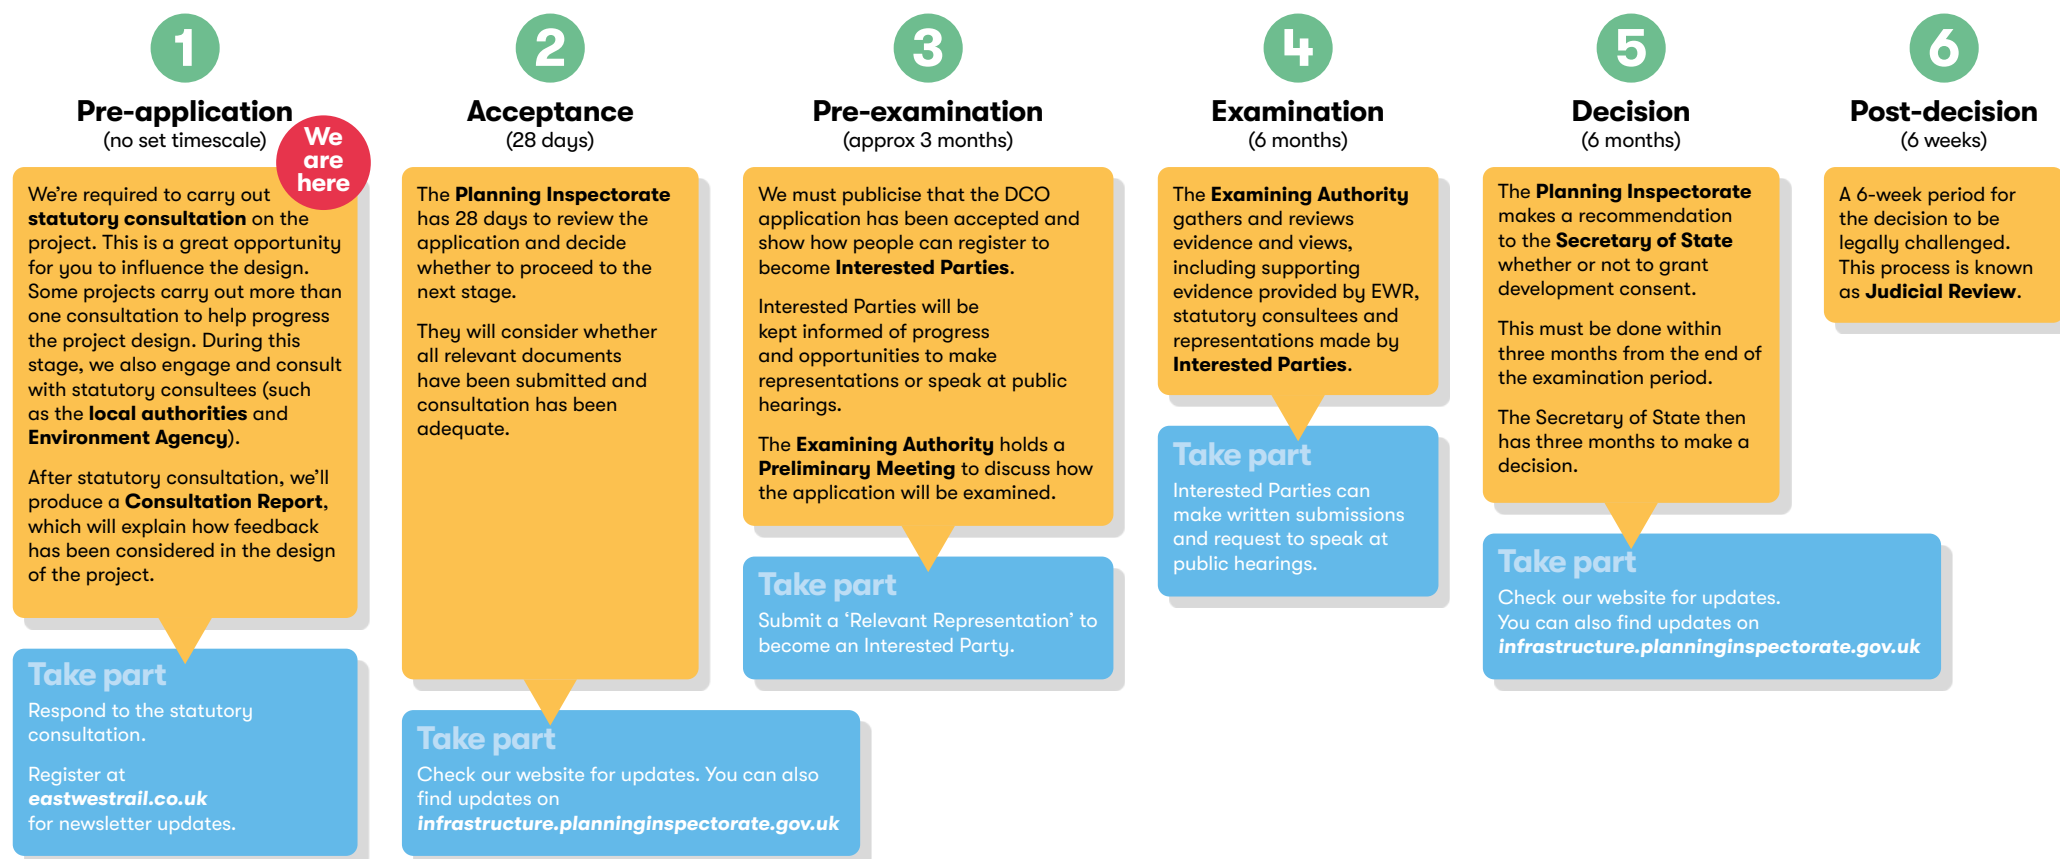 1
Pre-application
(no set timescale)
We
are
here
We're required to carry out
statutory consultation on the
project. This is a great opportunity
for you to influence the design.
Some projects carry out more than
one consultation to help progress
the project design. During this
stage, we also engage and consult
with statutory consultees (such
as the local authorities and
Environment Agency).
After statutory consultation, we'll
produce a Consultation Report,
which will explain how feedback
has been considered in the design
of the project.
Take part
Respond to the statutory
consultation.
Register at
eastwestrail.co.uk
for newsletter updates.
2
Acceptance
(28 days)
The Planning Inspectorate
has 28 days to review the
application and decide
whether to proceed to the
next stage.
They will consider whether
all relevant documents
have been submitted and
consultation has been
adequate.
Take part
Check our website for updates. You can also
find updates on
infrastructure.planninginspectorate.gov.uk
3
Pre-examination
(approx 3 months)
We must publicise that the DCO
application has been accepted and
show how people can register to
become Interested Parties.
Interested Parties will be
kept informed of progress
and opportunities to make
representations or speak at public
hearings.
The Examining Authority holds a
Preliminary Meeting to discuss how
the application will be examined.
Take part
Submit a 'Relevant Representation' to
become an Interested Party.
4
Examination
(6 months)
The Examining Authority
gathers and reviews
evidence and views,
including supporting
evidence provided by EWR,
statutory consultees and
representations made by
Interested Parties.
Take part
Interested Parties can
make written submissions
and request to speak at
public hearings.
5
Decision
(6 months)
The Planning Inspectorate
makes a recommendation
to the Secretary of State
whether or not to grant
development consent.
This must be done within
three months from the end of
the examination period.
The Secretary of State then
has three months to make a
decision.
Take part
Check our website for updates.
You can also find updates on
infrastructure.planninginspectorate.gov.uk
6
Post-decision
(6 weeks)
A 6-week period for
the decision to be
legally challenged.
This process is known
as Judicial Review.